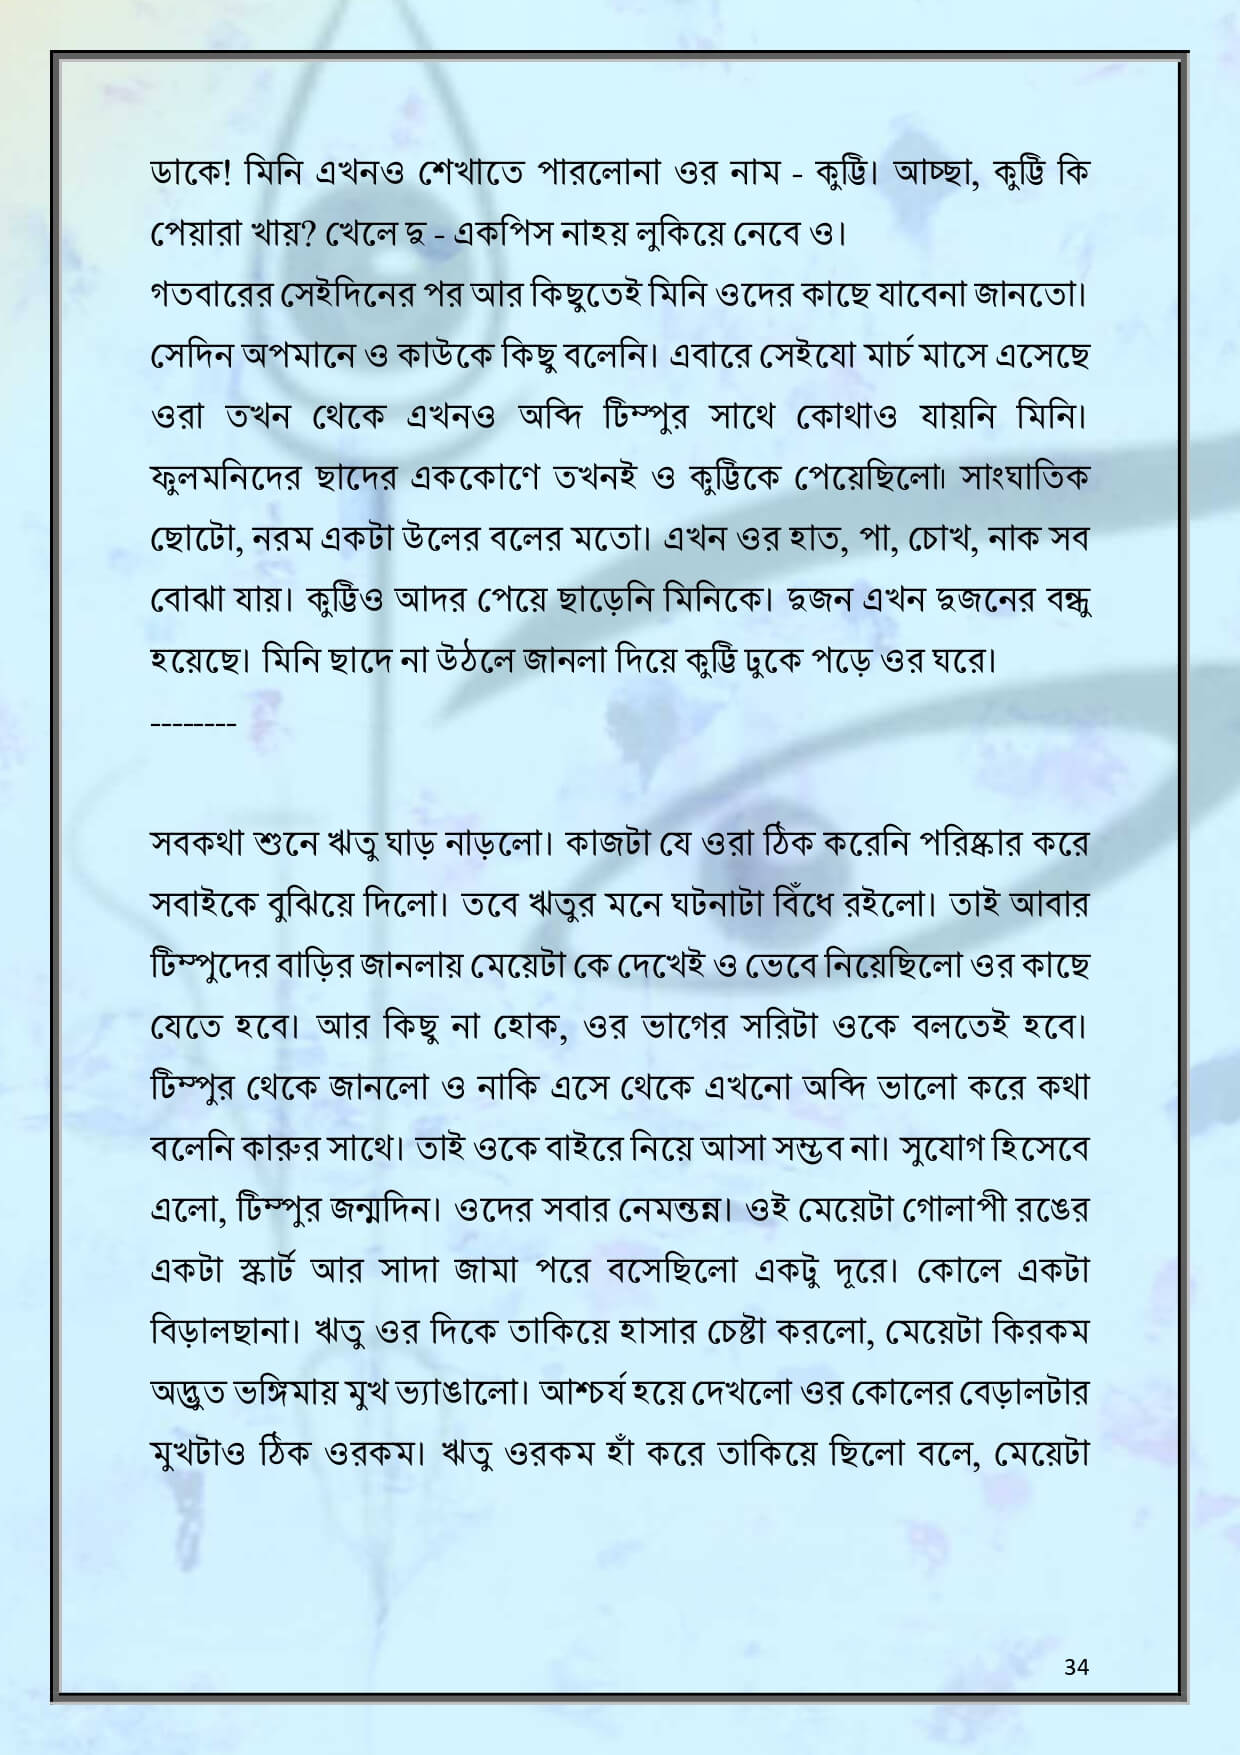 ডাকে! মিনি এখনও শেখাতে পারলোনা ওর নাম - কুট্টি। আচ্ছা, কুট্টি কি
পেয়ারা খায়? খেলে দু - একপিস নাহয় লুকিয়ে নেবে ও।
গতবারের সেইদিনের পর আর কিছুতেই মিনি ওদের কাছে যাবেনা জানতো।
সেদিন অপমানে ও কাউকে কিছু বলেনি। এবারে সেইযো মার্চ মাসে এসেছে
ওরা তখন থেকে এখনও অব্দি টিম্পুর সাথে কোথাও যায়নি মিনি।
ফুলমনিদের ছাদের এককোণে তখনই ও কুট্টিকে পেয়েছিলো৷ সাংঘাতিক
ছোটো, নরম একটা উলের বলের মতো। এখন ওর হাত, পা, চোখ, নাক সব
বোঝা যায়। কুট্টিও আদর পেয়ে ছাড়েনি মিনিকে। দুজন এখন দুজনের বন্ধু
হয়েছে। মিনি ছাদে না উঠলে জানলা দিয়ে কুট্টি ঢুকে পড়ে ওর ঘরে।
--------
সবকথা শুনে ঋতু ঘাড় নাড়লো। কাজটা যে ওরা ঠিক করেনি পরিষ্কার করে
সবাইকে বুঝিয়ে দিলো। তবে ঋতুর মনে ঘটনাটা বিঁধে রইলো। তাই আবার
টিম্পুদের বাড়ির জানলায় মেয়েটা কে দেখেই ও ভেবে নিয়েছিলো ওর কাছে
যেতে হবে। আর কিছু না হোক, ওর ভাগের সরিটা ওকে বলতেই হবে।
টিম্পুর থেকে জানলো ও নাকি এসে থেকে এখনো অব্দি ভালো করে কথা
বলেনি কারুর সাথে। তাই ওকে বাইরে নিয়ে আসা সম্ভব না। সুযোগ হিসেবে
এলো, টিম্পুর জন্মদিন। ওদের সবার নেমন্তন্ন। ওই মেয়েটা গোলাপী রঙের
একটা স্কার্ট আর সাদা জামা পরে বসেছিলো একটু দূরে। কোলে একটা
বিড়ালছানা। ঋতু ওর দিকে তাকিয়ে হাসার চেষ্টা করলো, মেয়েটা কিরকম
অদ্ভুত ভঙ্গিমায় মুখ ভ্যাঙালো। আশ্চর্য হয়ে দেখলো ওর কোলের বেড়ালটার
মুখটাও ঠিক ওরকম। ঋতু ওরকম হাঁ করে তাকিয়ে ছিলো বলে, মেয়েটা
34